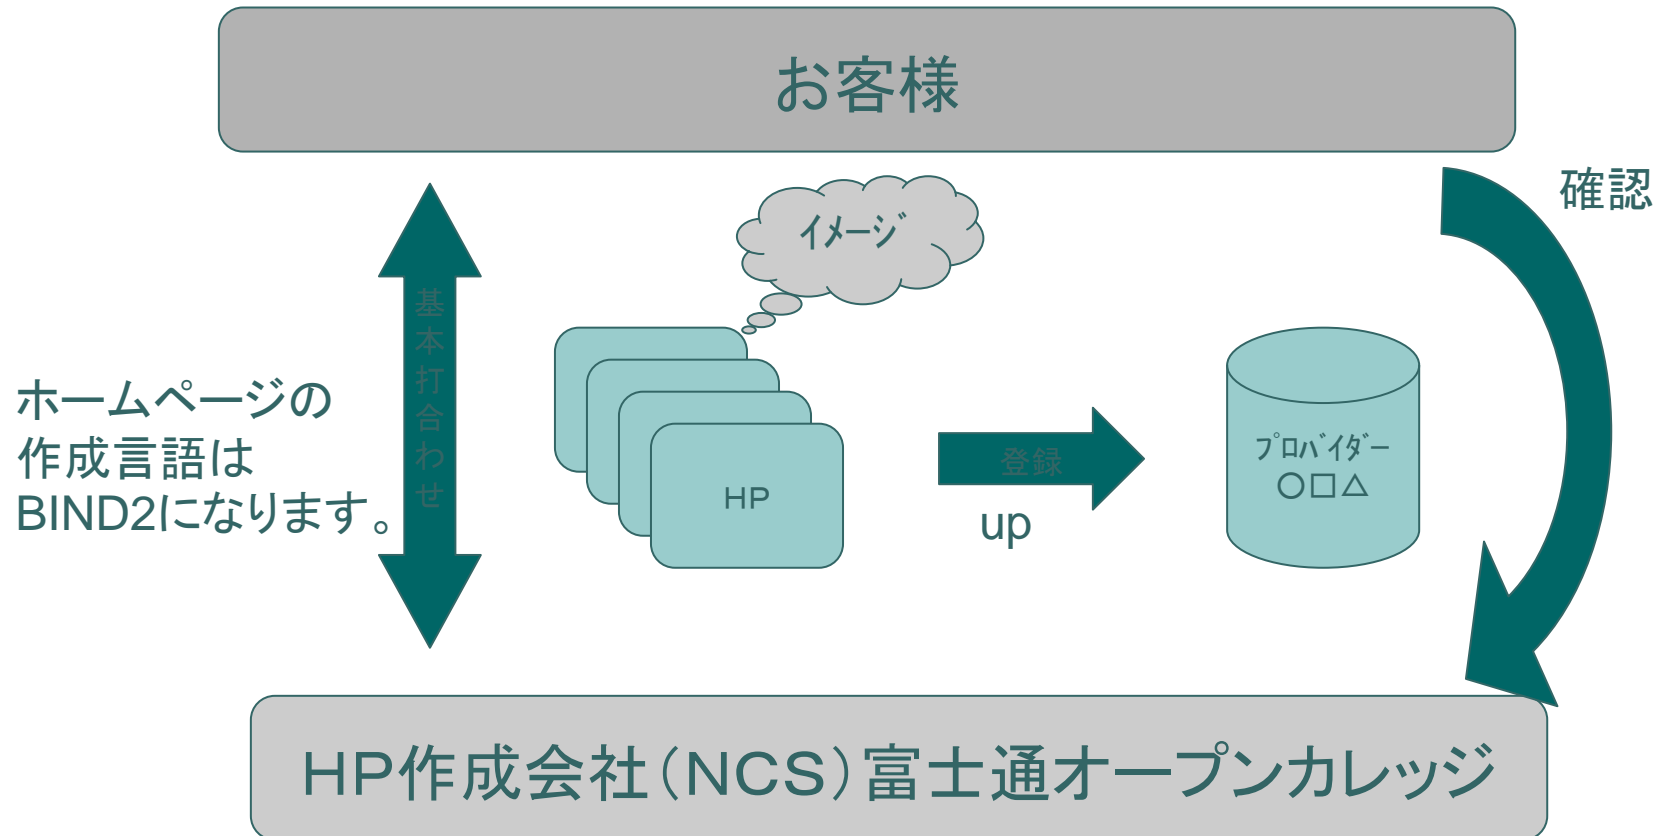 お客様
確認
イメージ
基本打合わせ
ホームページの
作成言語は
BIND2になります。
HP
登録
up
プロバイダー
○□△
HP作成会社(NCS)富士通オープンカレッジ